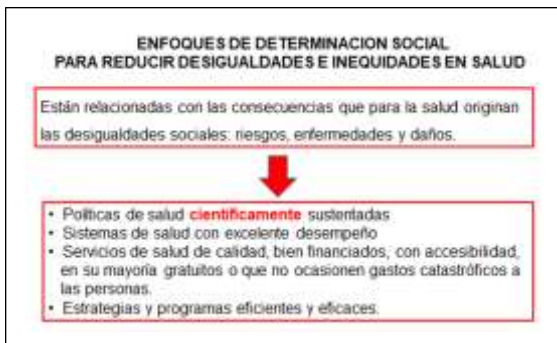 ENFOQUES DE DETERMINACION SOCIAL
PARA REDUCIR DESIGUALDADES E INEQUIDADES EN SALUD
Están relacionadas con las consecuencias que para la salud originan
las desigualdades sociales: riesgos, enfermedades y daños.
• Políticas de salud científicamente sustentadas
• Sistemas de salud con excelente desempeño
• Servicios de salud de calidad, bien financiados, con accesibilidad,
en su mayoría gratuitos o que no ocasionen gastos catastróficos a
las personas.
• Estrategias y programas eficientes y eficaces.